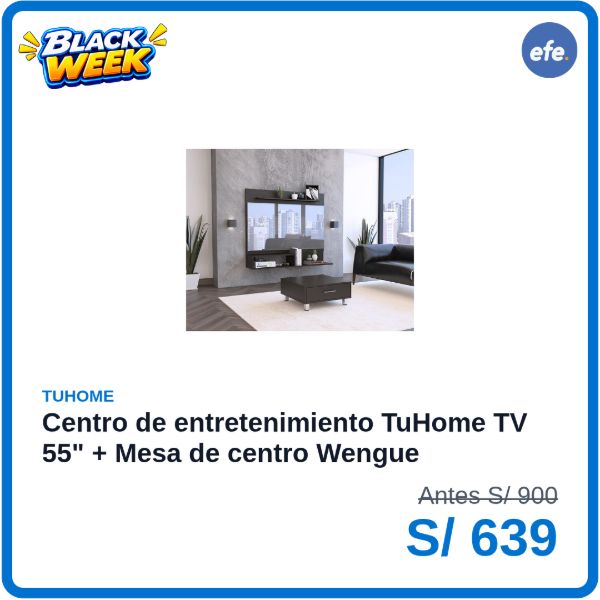 BLACK
WEEK
efe.
TUHOME
Centro de entretenimiento TuHome TV
55" + Mesa de centro Wengue
Antes S/ 900
S/ 639